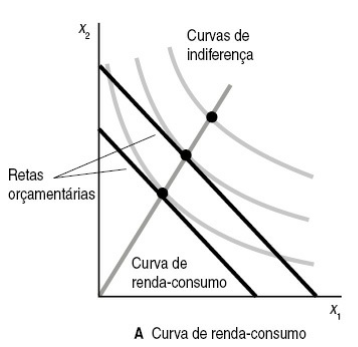 x₂
Curvas de
indiferença
Retas
orçamentárias
Curva de
renda-consumo
x₁
A Curva de renda-consumo